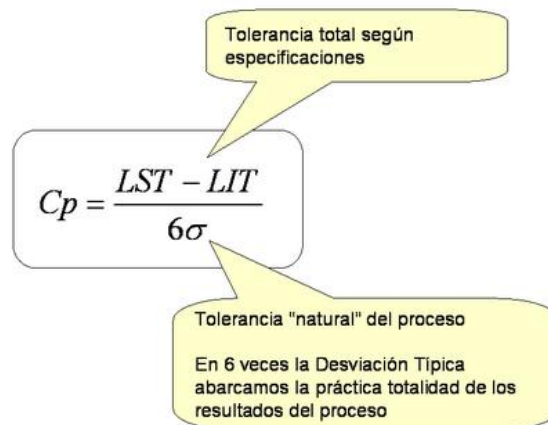 Tolerancia total según
especificaciones
Cp = (LST − LIT) / 6σ
Tolerancia "natural" del proceso
En 6 veces la Desviación Típica
abarcamos la práctica totalidad de los
resultados del proceso